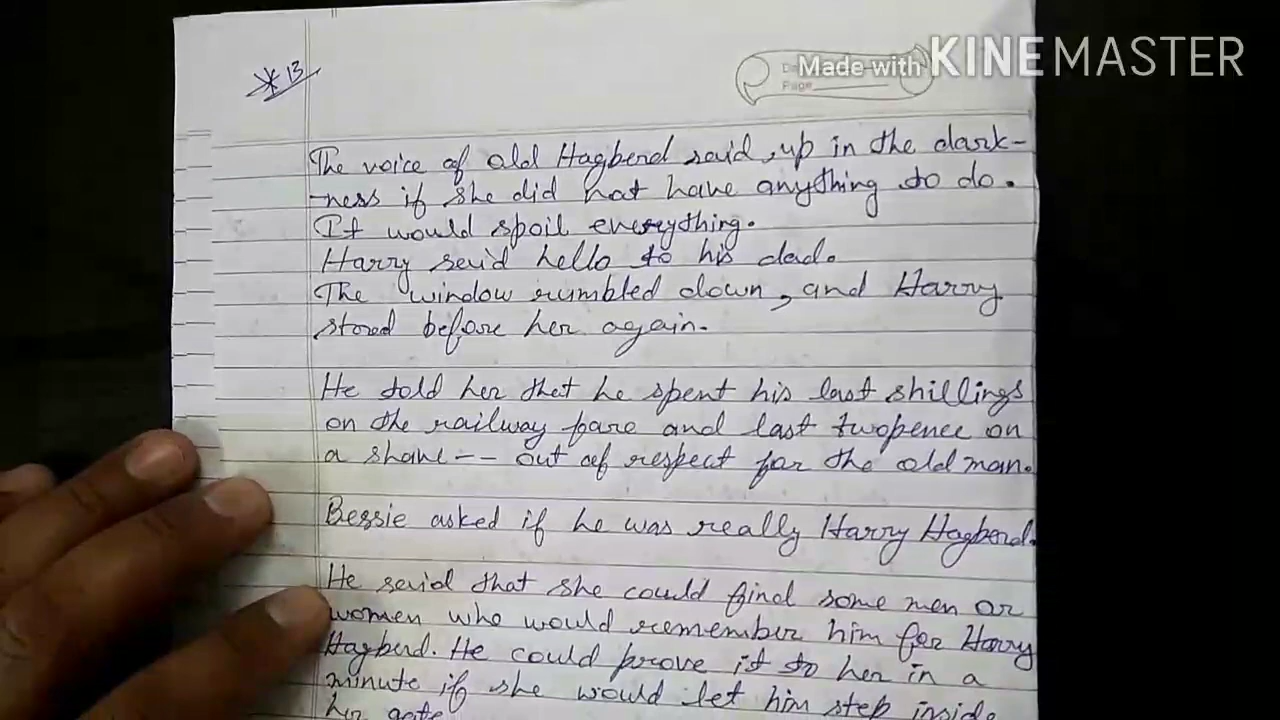 * 13
Made with KINEMASTER
Page
The voice of old Hagberd said, up in the dark-
-ness if she did not have anything to do.
It would spoil everything.
Harry said hello to his dad.
The window rumbled down, and Harry
stored before her again.
He told her that he spent his last shillings
on the railway fare and last twopence on
a shave -- out of respect for the old man.
Bessie asked if he was really Harry Hagberd.
He said that she could find some men or
women who would remember him for Harry
Hagberd. He could prove it to her in a
minute if she would let him step inside
her gate